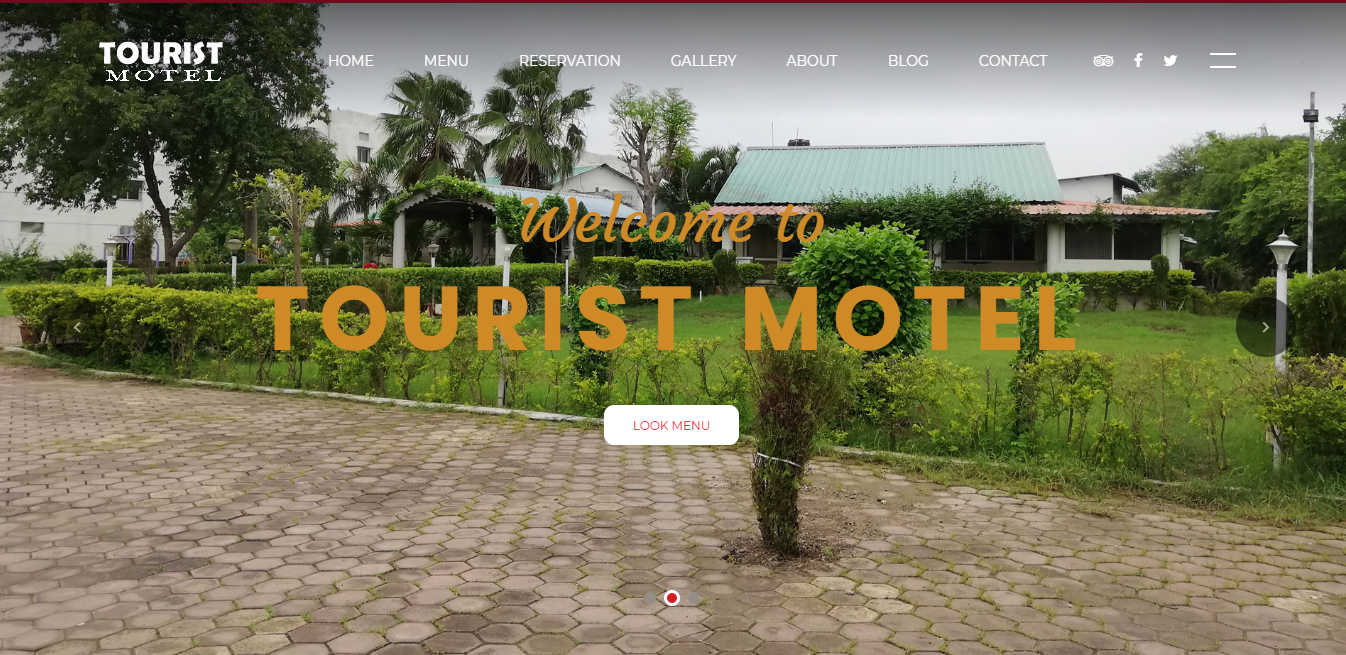 TOURIST
MOTEL
HOME MENU RESERVATION GALLERY ABOUT BLOG CONTACT
Welcome to
TOURIST MOTEL
LOOK MENU